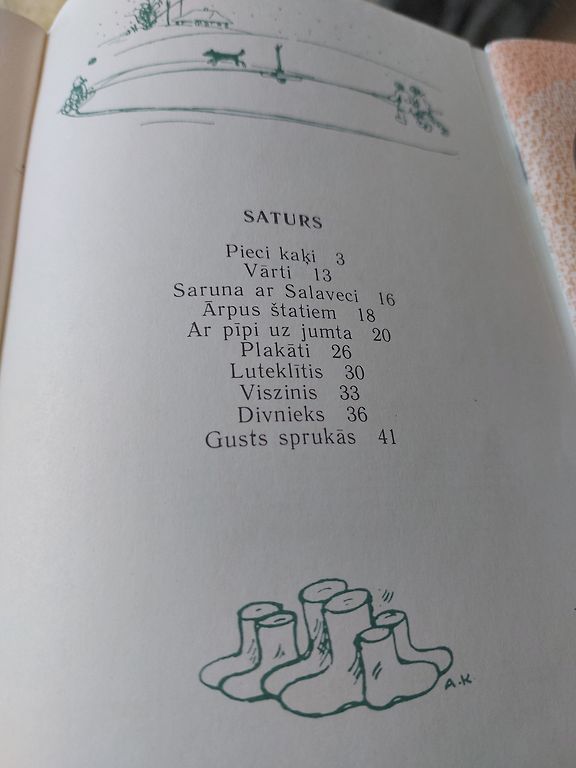 SATURS
Pieci kaķi 3
Vārti 13
Saruna ar Salaveci 16
Ārpus štatiem 18
Ar pīpi uz jumta 20
Plakāti 26
Luteklītis 30
Viszinis 33
Divnieks 36
Gusts sprukās 41
A.K.